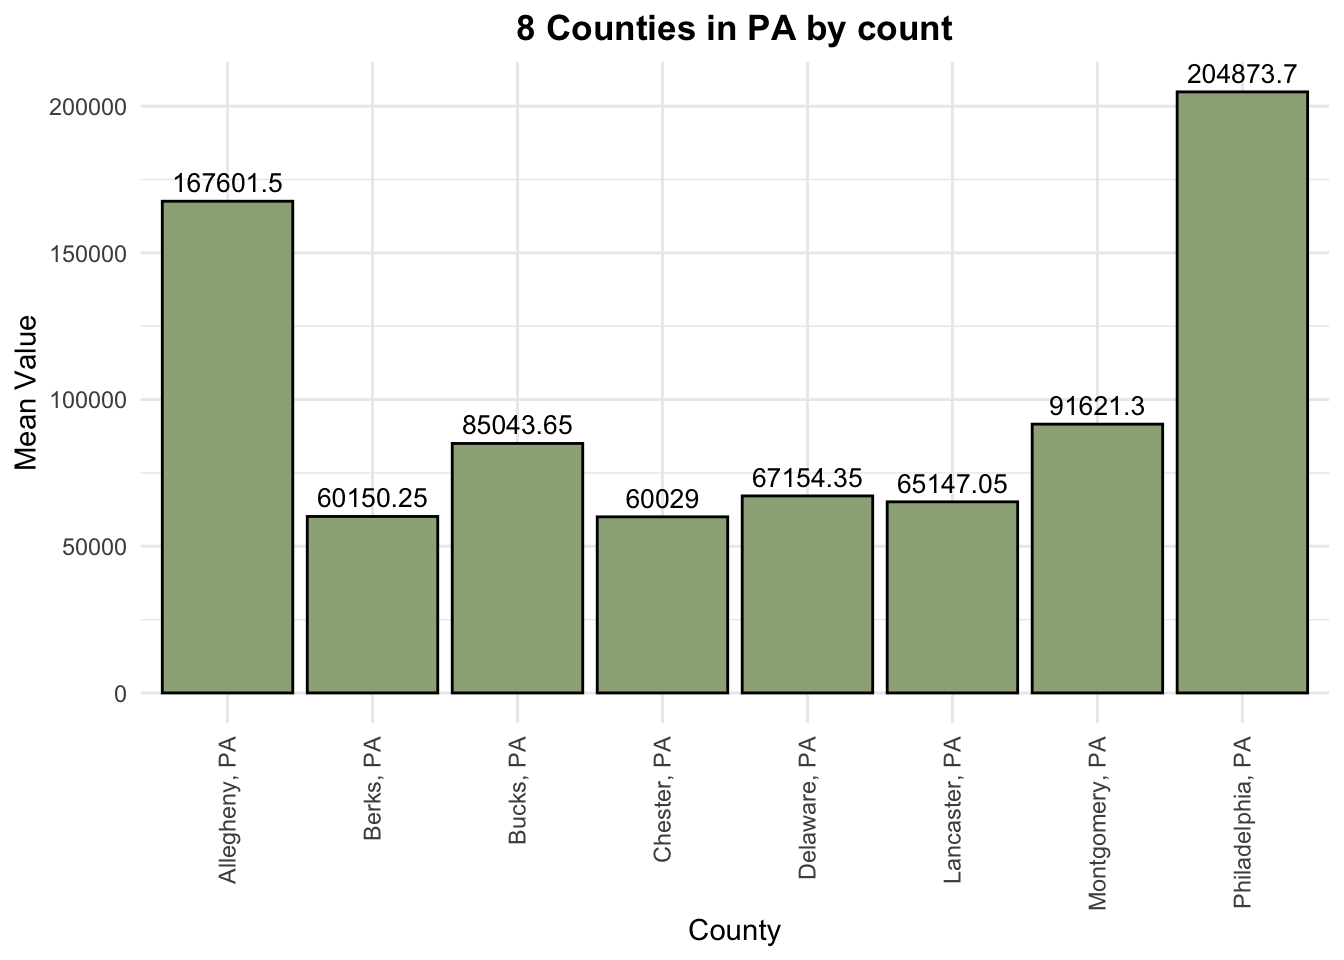 8 Counties in PA by count
204873.7
200000
167601.5
150000
100000
91621.3
85043.65
67154.35
65147.05
60150.25
60029
50000
0
Mean Value
Allegheny, PA
Berks, PA
Bucks, PA
Chester, PA
Delaware, PA
Lancaster, PA
Montgomery, PA
Philadelphia, PA
County